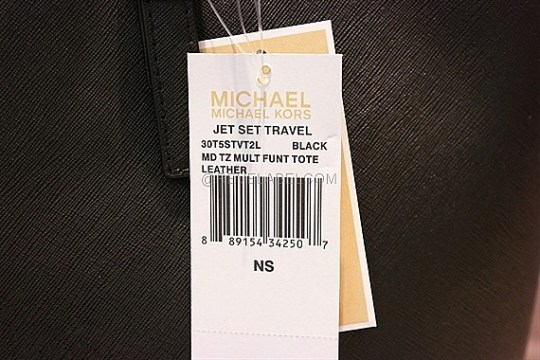 MICHAEL
MICHAEL KORS
JET SET TRAVEL
30T5STVT2L BLACK
MD TZ MULT FUNT TOTE
LEATHER
8 89154 34250 7
NS